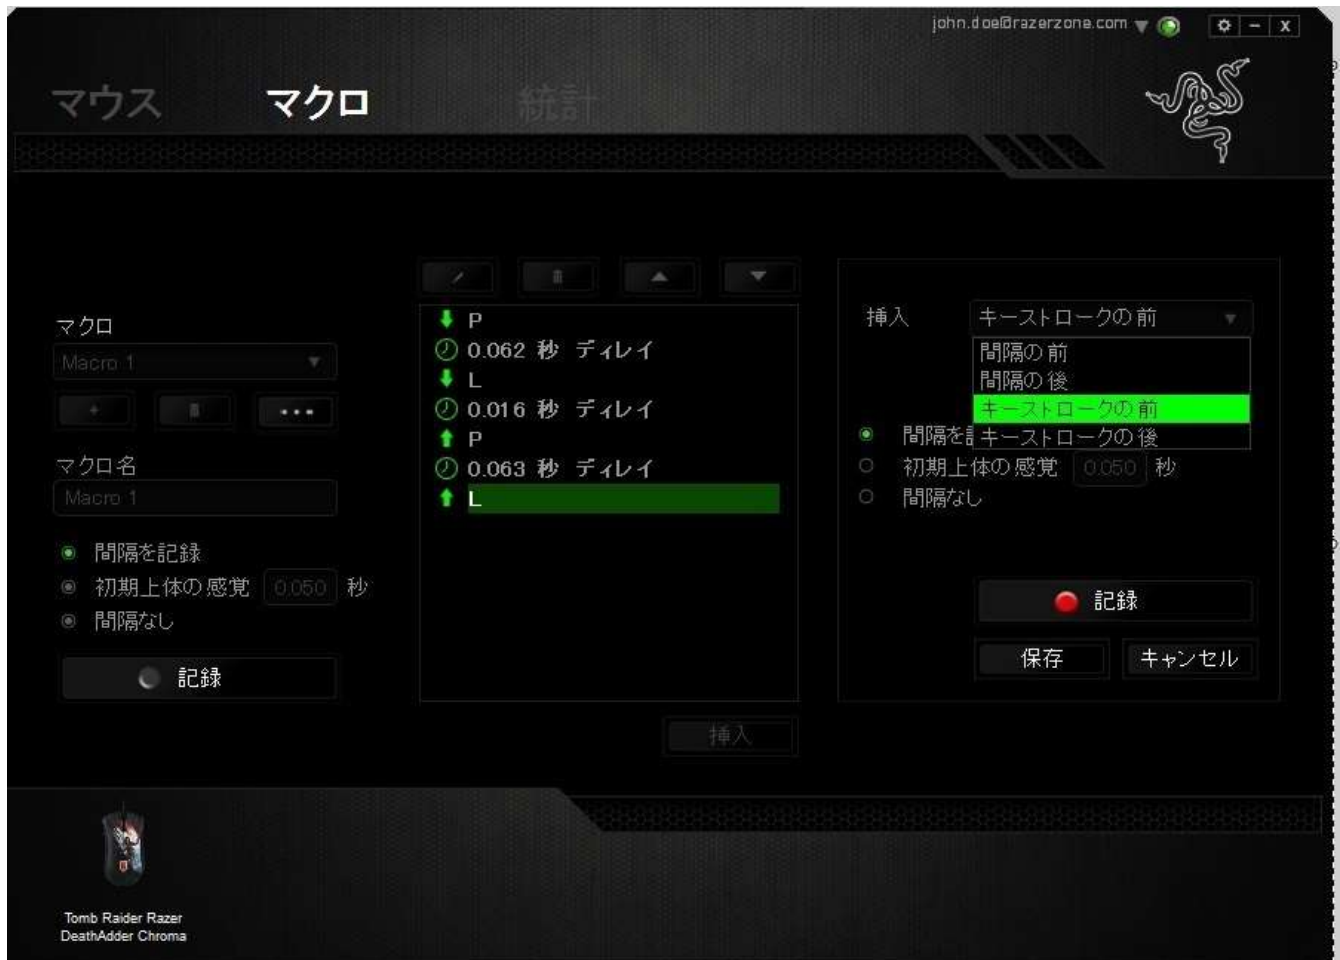 john.doe@razerzone.com
マウス
マクロ
統計
マクロ
Macro 1
マクロ名
Macro 1
間隔を記録
初期上体の感覚 0.050 秒
間隔なし
記録
P
0.062 秒 ディレイ
L
0.016 秒 ディレイ
P
0.063 秒 ディレイ
L
挿入
挿入 キーストロークの前
間隔の前
間隔の後
キーストロークの前
キーストロークの後
間隔を
初期上体の感覚 0.050 秒
間隔なし
記録
保存
キャンセル
Tomb Raider Razer
DeathAdder Chroma